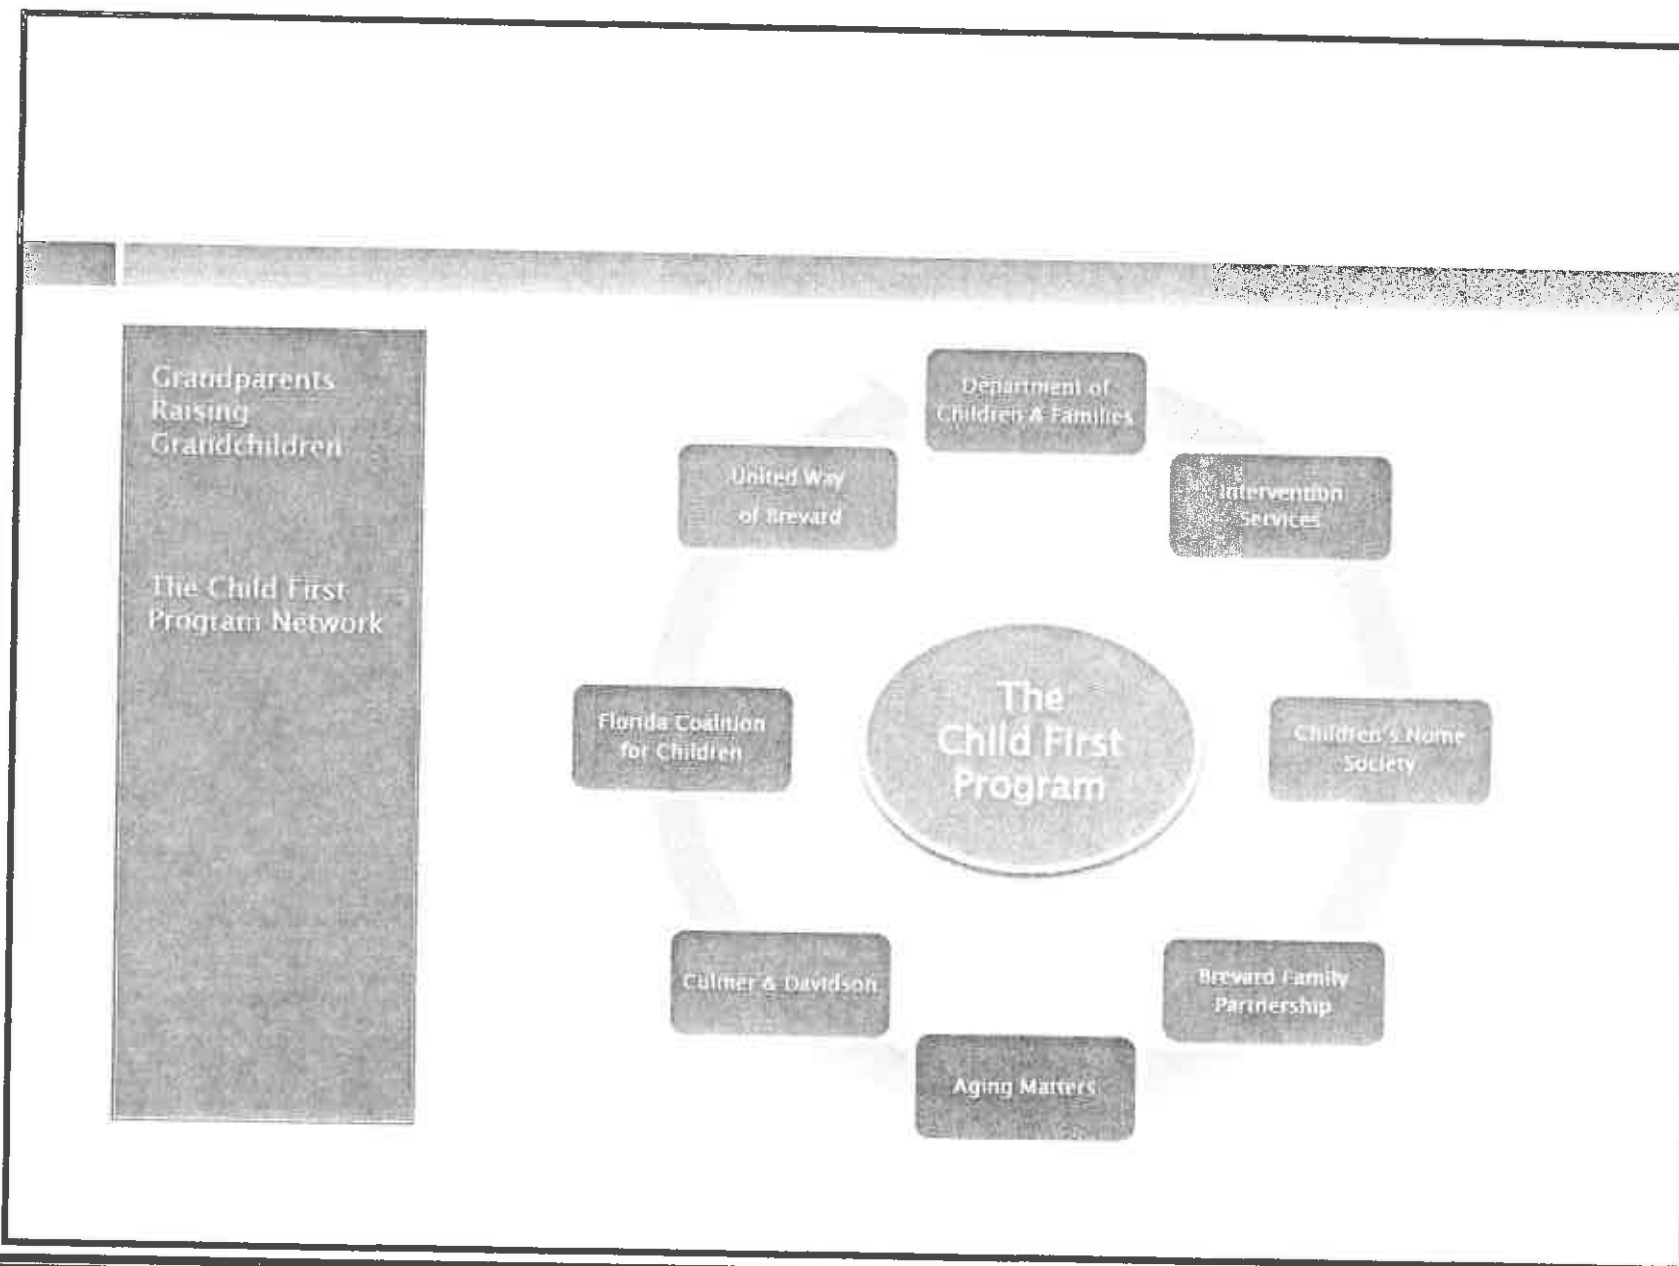 Grandparents
Raising
Grandchildren
The Child First
Program Network
Department of
Children & Families
Intervention
Services
Children's Home
Society
Brevard Family
Partnership
Aging Matters
Culmer & Davidson
Florida Coalition
for Children
United Way
of Brevard
The
Child First
Program